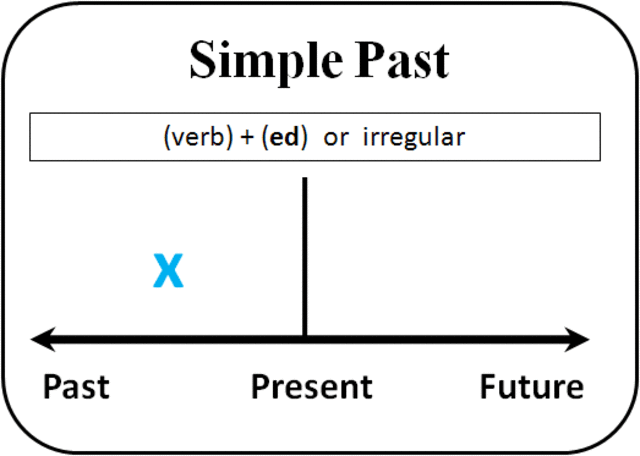 Simple Past
(verb) + (ed) or irregular
X
Past Present Future